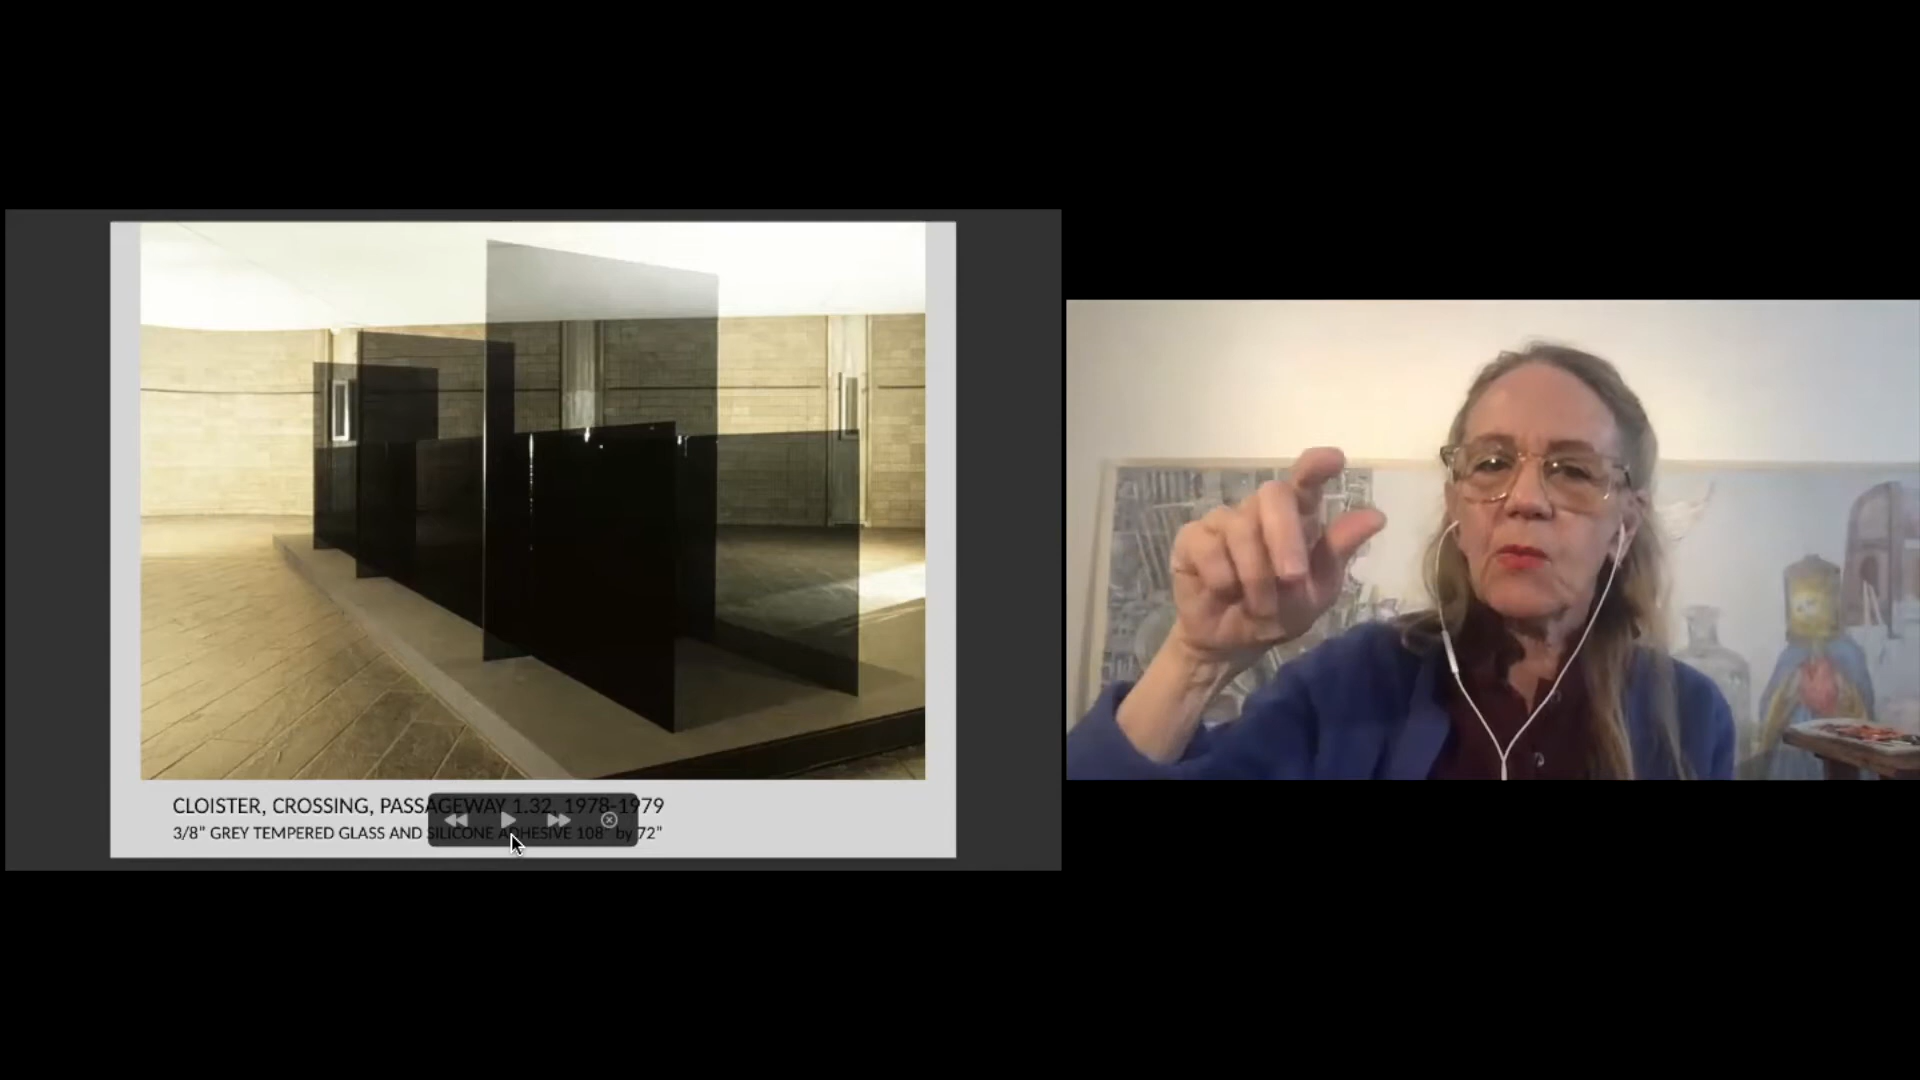 CLOISTER, CROSSING, PASSAGEWAY 1.32, 1978-1979
3/8" GREY TEMPERED GLASS AND SILICONE ADHESIVE 108" by 72"